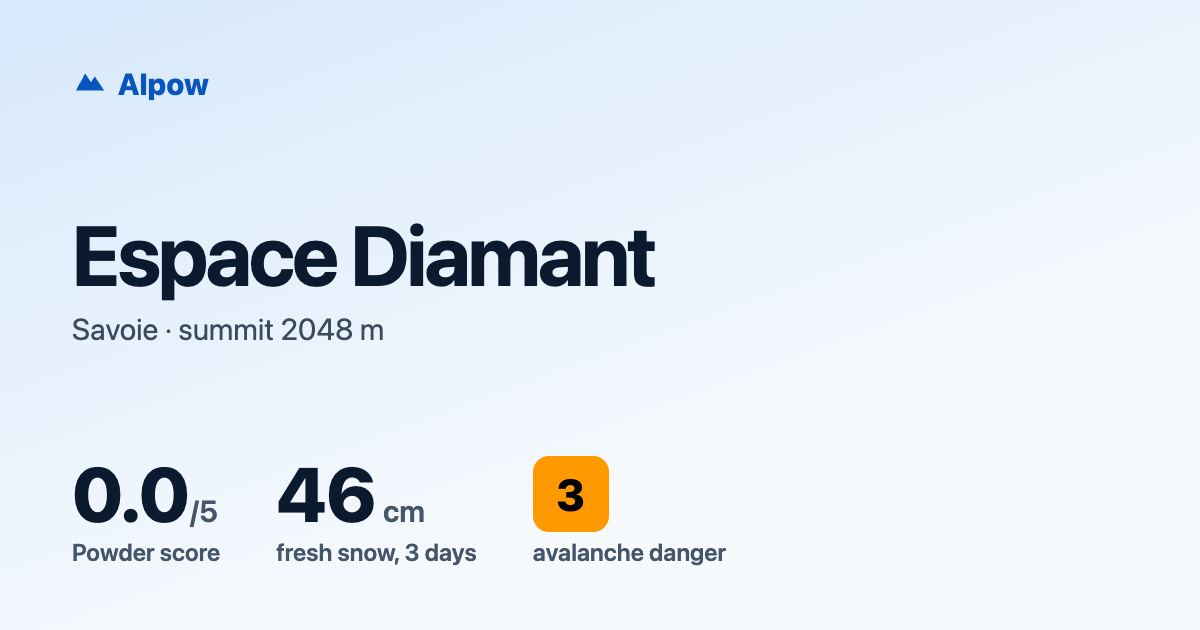 Alpow
Espace Diamant
Savoie · summit 2048 m
0.0/5
Powder score
46 cm
fresh snow, 3 days
3
avalanche danger